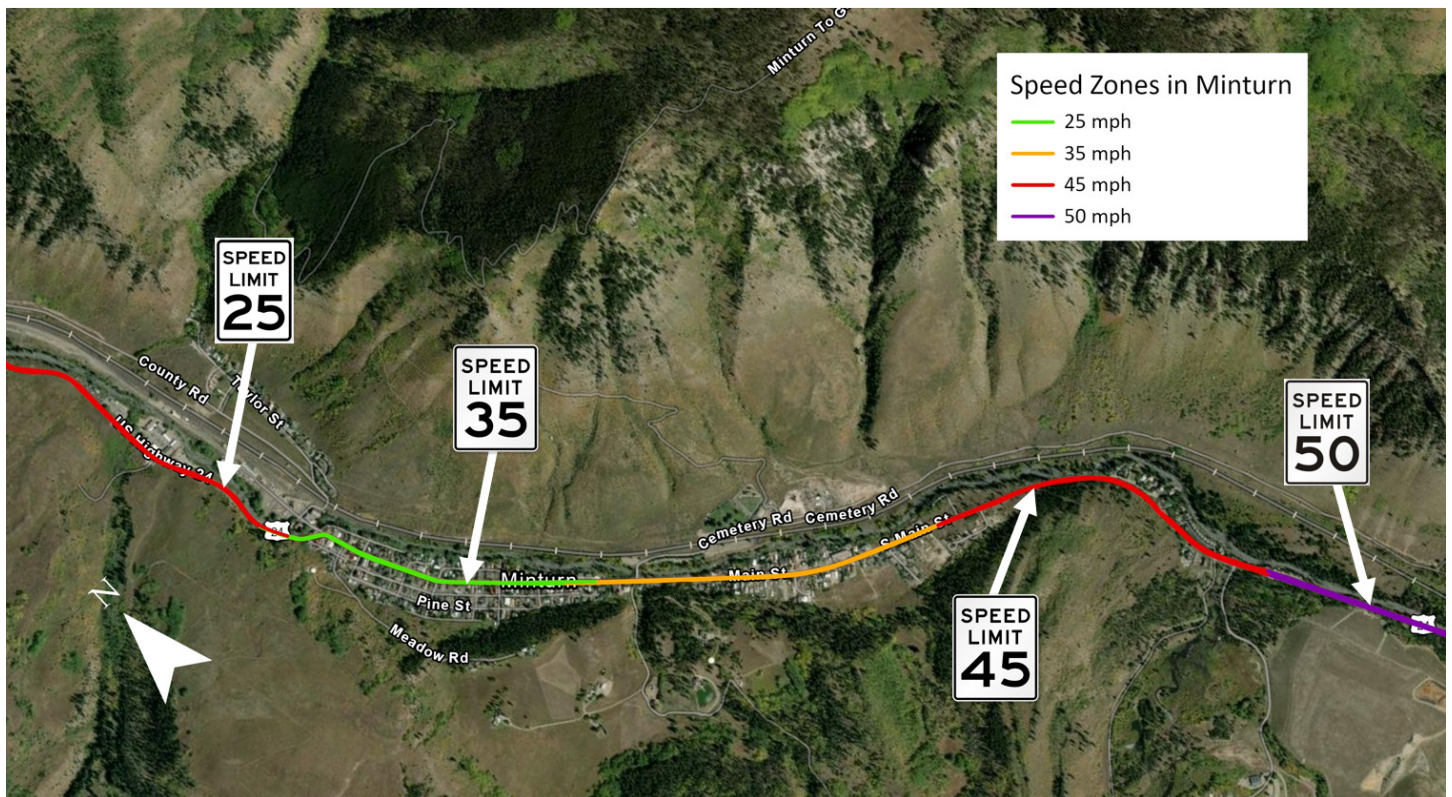 Minturn To G
Speed Zones in Minturn
25 mph
35 mph
45 mph
50 mph
SPEED
LIMIT
25
SPEED
LIMIT
35
SPEED
LIMIT
50
County Rd
Taylor St
US Highway 24
24
Cemetery Rd
Cemetery Rd
S Main St
Main St
Minturn
Pine St
Meadow Rd
N
SPEED
LIMIT
45